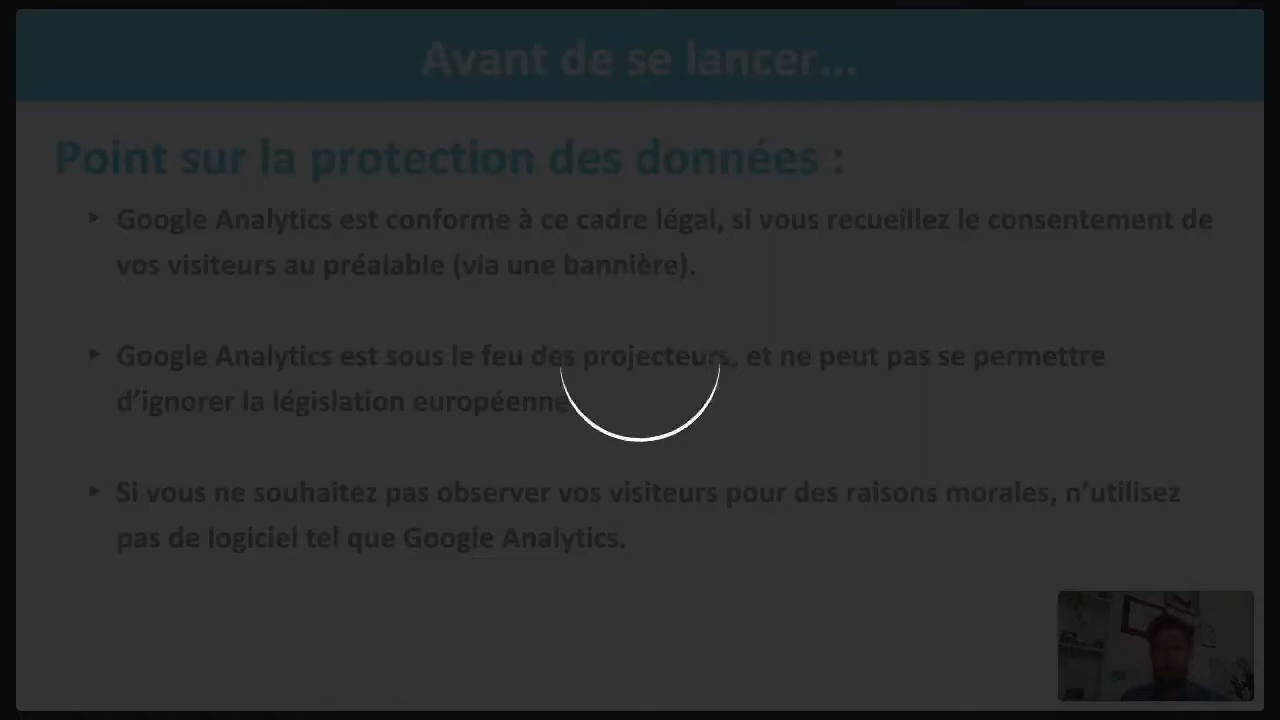 Avant de se lancer...
Point sur la protection des données :
Google Analytics est conforme à ce cadre légal, si vous recueillez le consentement de
vos visiteurs au préalable (via une bannière).
Google Analytics est sous le feu des projecteurs, et ne peut pas se permettre
d’ignorer la législation européenne
Si vous ne souhaitez pas observer vos visiteurs pour des raisons morales, n’utilisez
pas de logiciel tel que Google Analytics.